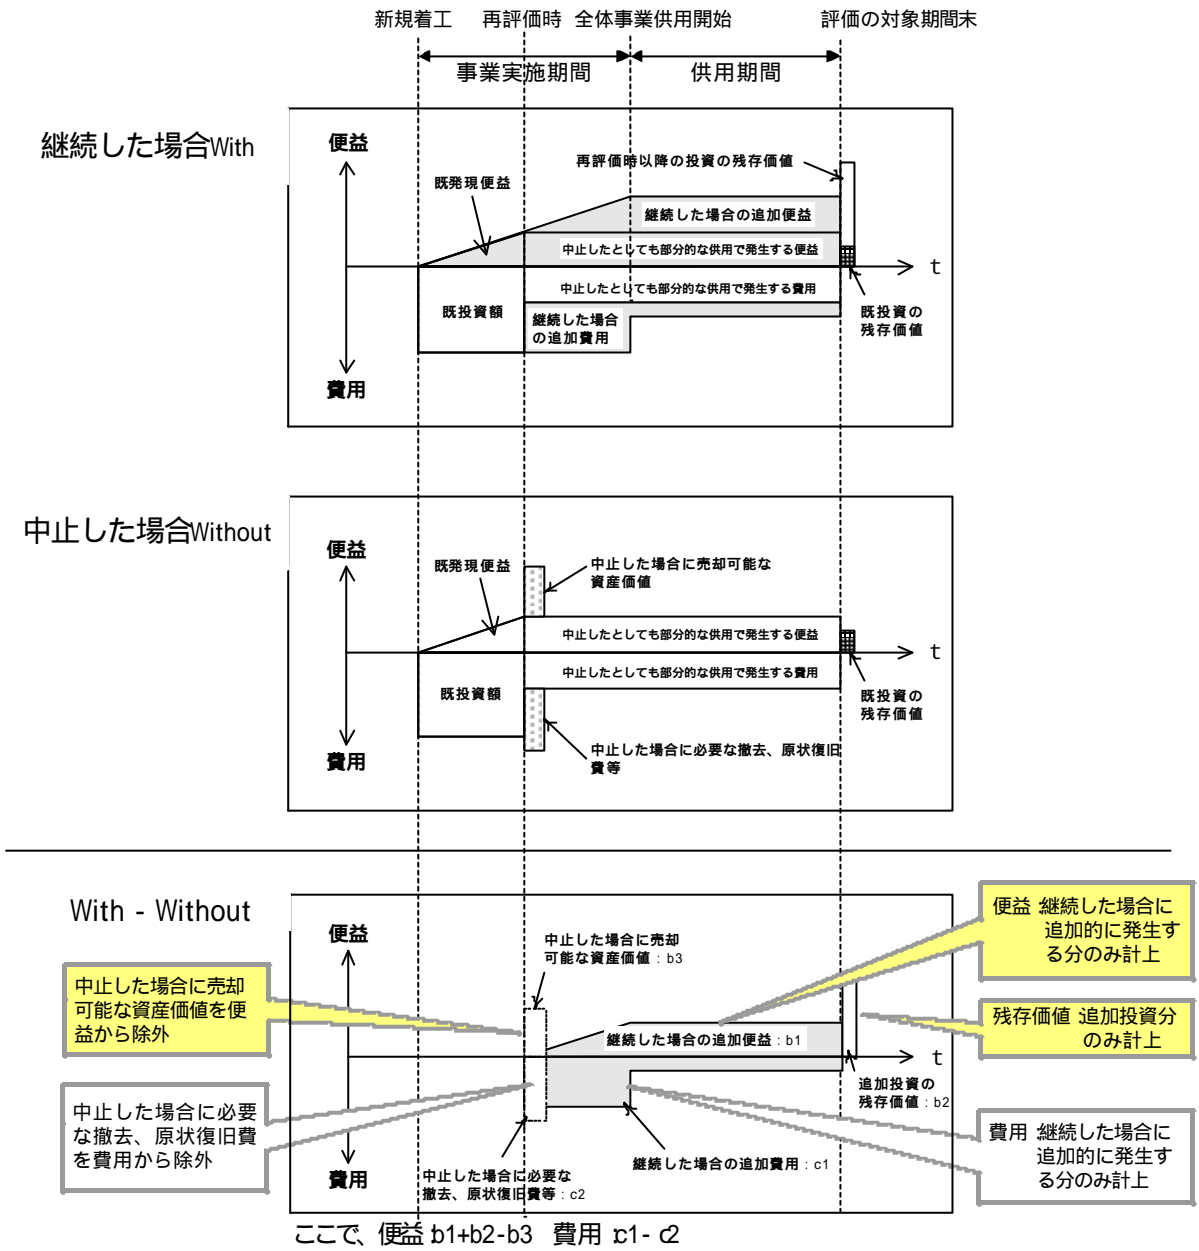 新規着工
再評価時
全体事業供用開始
評価の対象期間末
事業実施期間
供用期間
継続した場合With
便益
再評価時以降の投資の残存価値
既発現便益
継続した場合の追加便益
中止したとしても部分的な供用で発生する便益
t
中止したとしても部分的な供用で発生する費用
既投資額
継続した場合
の追加費用
既投資の
残存価値
費用
中止した場合Without
便益
既発現便益
中止した場合に売却可能な
資産価値
中止したとしても部分的な供用で発生する便益
t
中止したとしても部分的な供用で発生する費用
既投資額
既投資の
残存価値
中止した場合に必要な撤去、原状復旧
費等
費用
With - Without
便益
中止した場合に売却
可能な資産価値：b3
便益：継続した場合に
追加的に発生す
る分のみ計上
中止した場合に売却
可能な資産価値を便
益から除外
残存価値：追加投資分
のみ計上
継続した場合の追加便益：b1
t
追加投資の
残存価値：b2
中止した場合に必要
な撤去、原状復旧費
を費用から除外
費用：継続した場合に
追加的に発生す
る分のみ計上
継続した場合の追加費用：c1
中止した場合に必要な
撤去、原状復旧費等：c2
費用
ここで、便益：b1+b2-b3　費用：c1- c2